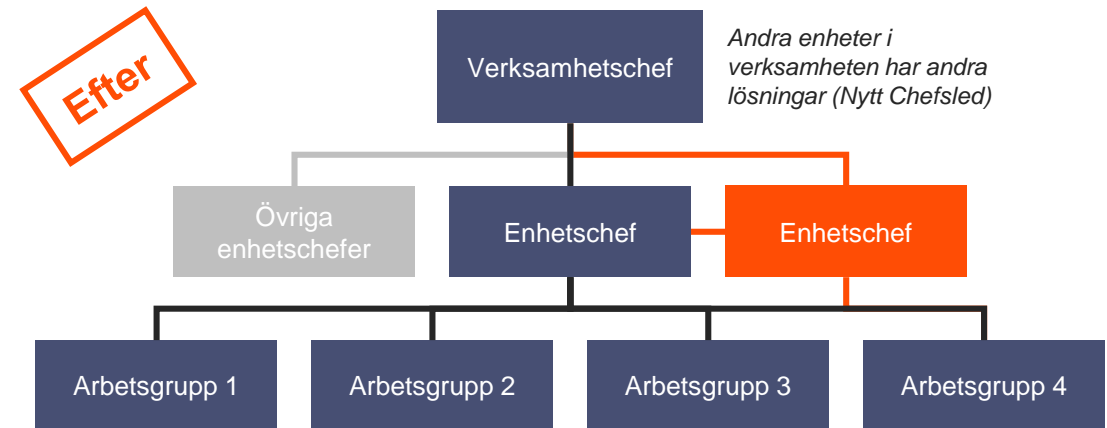 Efter
Verksamhetschef
Andra enheter i
verksamheten har andra
lösningar (Nytt Chefsled)
Övriga
enhetschefer
Enhetschef
Enhetschef
Arbetsgrupp 1
Arbetsgrupp 2
Arbetsgrupp 3
Arbetsgrupp 4